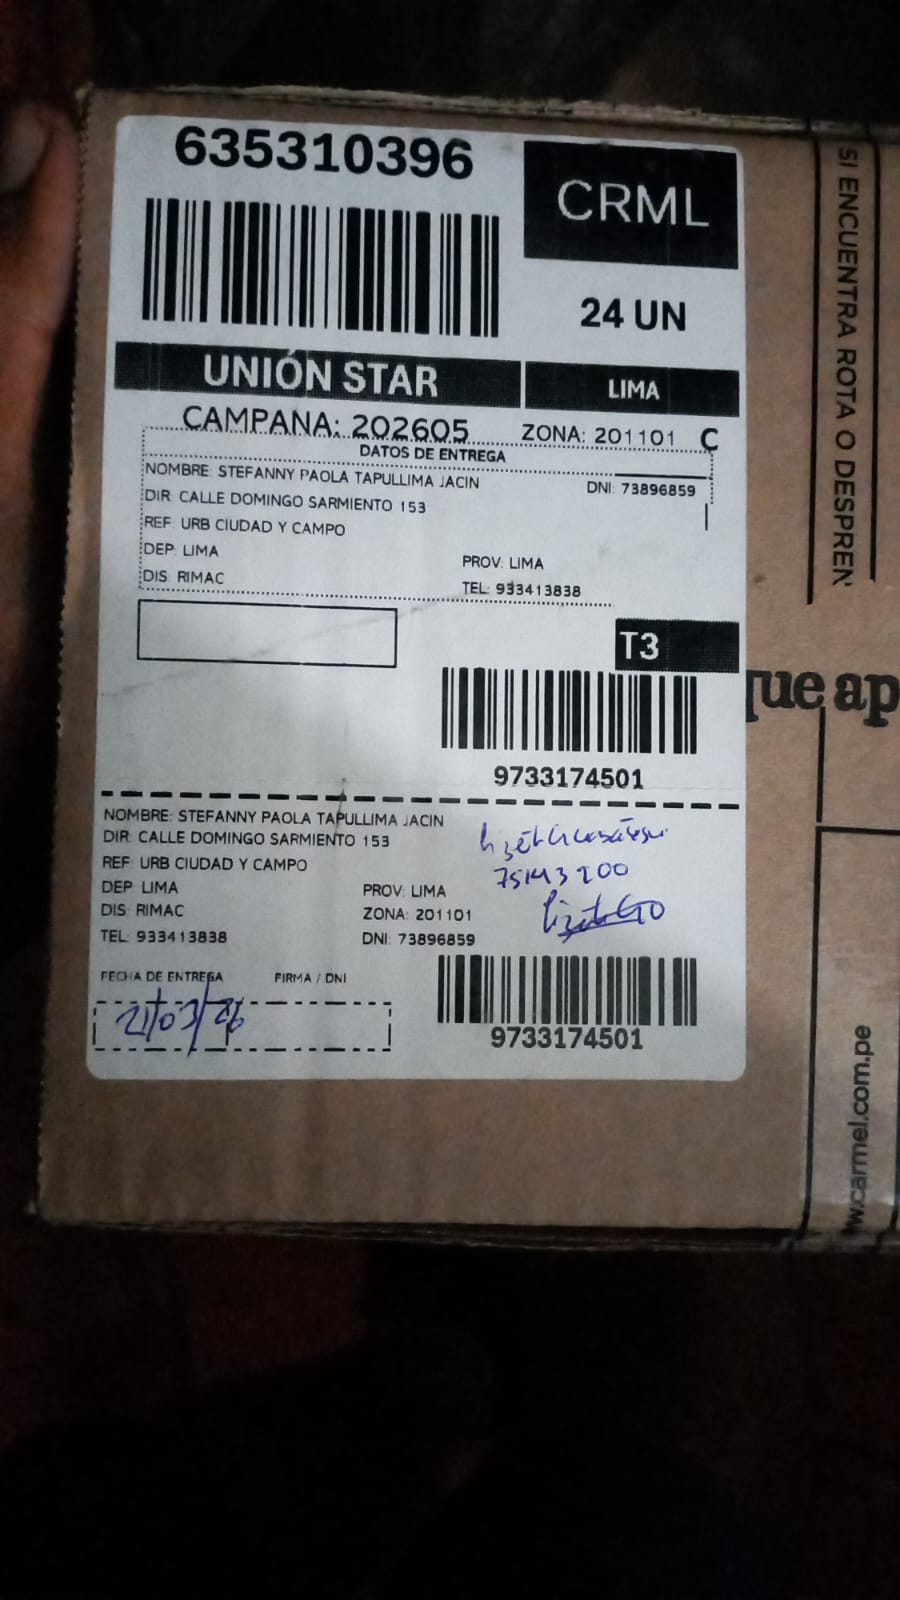 635310396
CRML
24 UN
UNIÓN STAR
LIMA
CAMPAÑA: 202605
ZONA: 201101 C
DATOS DE ENTREGA
NOMBRE: STEFANNY PAOLA TAPULLIMA JACIN
DNI: 73896859
DIR: CALLE DOMINGO SARMIENTO 153
REF: URB CIUDAD Y CAMPO
DEP: LIMA
PROV: LIMA
DIS: RIMAC
TEL: 933413838
T3
9733174501
NOMBRE: STEFANNY PAOLA TAPULLIMA JACIN
DIR: CALLE DOMINGO SARMIENTO 153
REF: URB CIUDAD Y CAMPO
DEP: LIMA
PROV: LIMA
DIS: RIMAC
ZONA: 201101
TEL: 933413838
DNI: 73896859
75143200
FECHA DE ENTREGA
FIRMA / DNI
21/03/26
9733174501
SI ENCUENTRA ROTA O DESPREN
que ap
www.carmel.com.pe